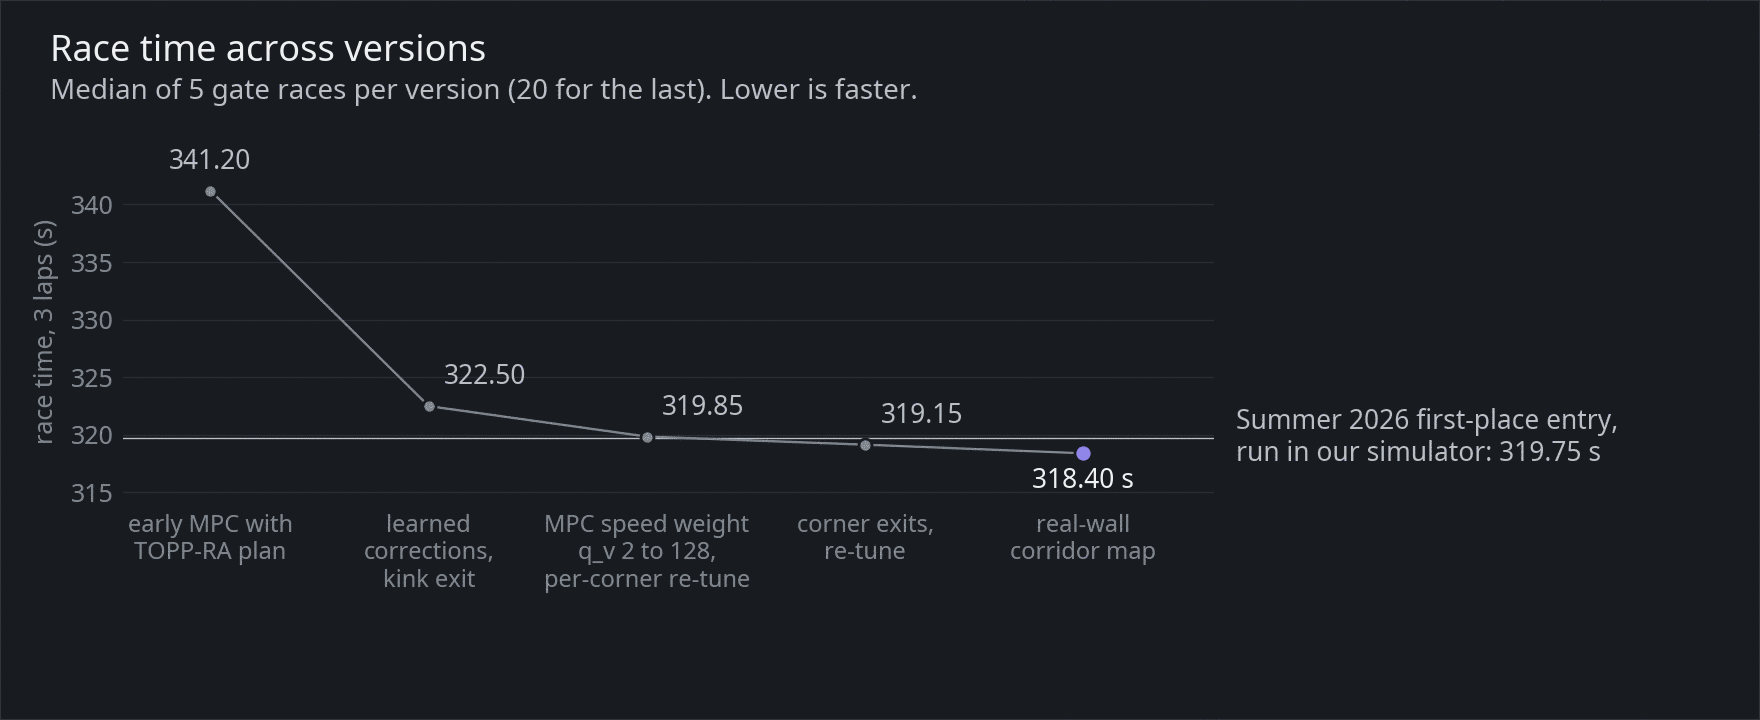 Race time across versions
Median of 5 gate races per version (20 for the last). Lower is faster.
race time, 3 laps (s)
340
335
330
325
320
315
341.20
322.50
319.85
319.15
318.40 s
Summer 2026 first-place entry,
run in our simulator: 319.75 s
early MPC with
TOPP-RA plan
learned
corrections,
kink exit
MPC speed weight
q_v 2 to 128,
per-corner re-tune
corner exits,
re-tune
real-wall
corridor map